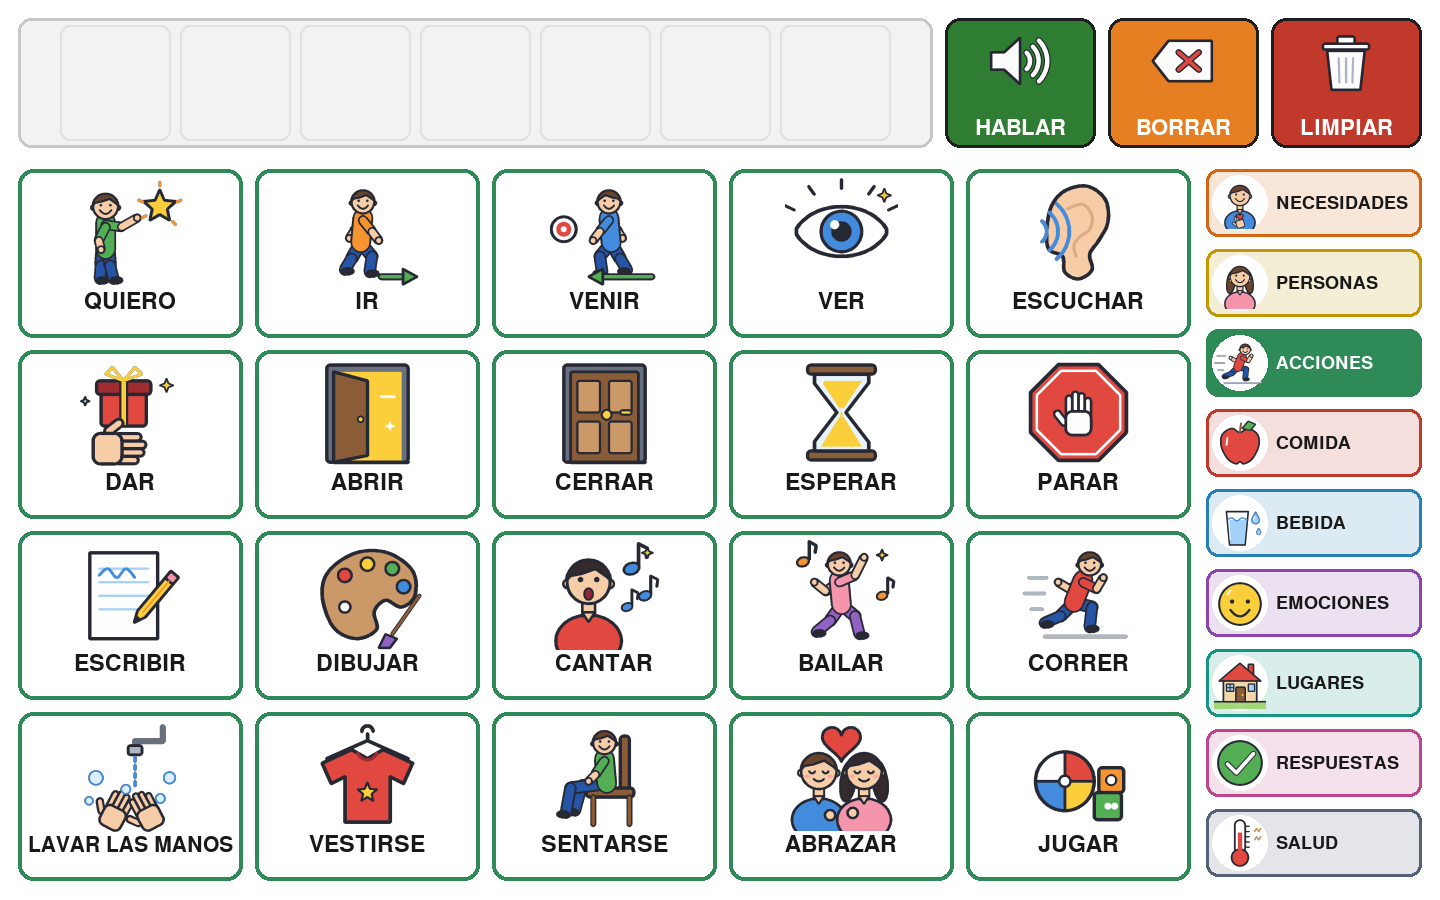 HABLAR
BORRAR
LIMPIAR
QUIERO
IR
VENIR
VER
ESCUCHAR
DAR
ABRIR
CERRAR
ESPERAR
PARAR
ESCRIBIR
DIBUJAR
CANTAR
BAILAR
CORRER
LAVAR LAS MANOS
VESTIRSE
SENTARSE
ABRAZAR
JUGAR
NECESIDADES
PERSONAS
ACCIONES
COMIDA
BEBIDA
EMOCIONES
LUGARES
RESPUESTAS
SALUD